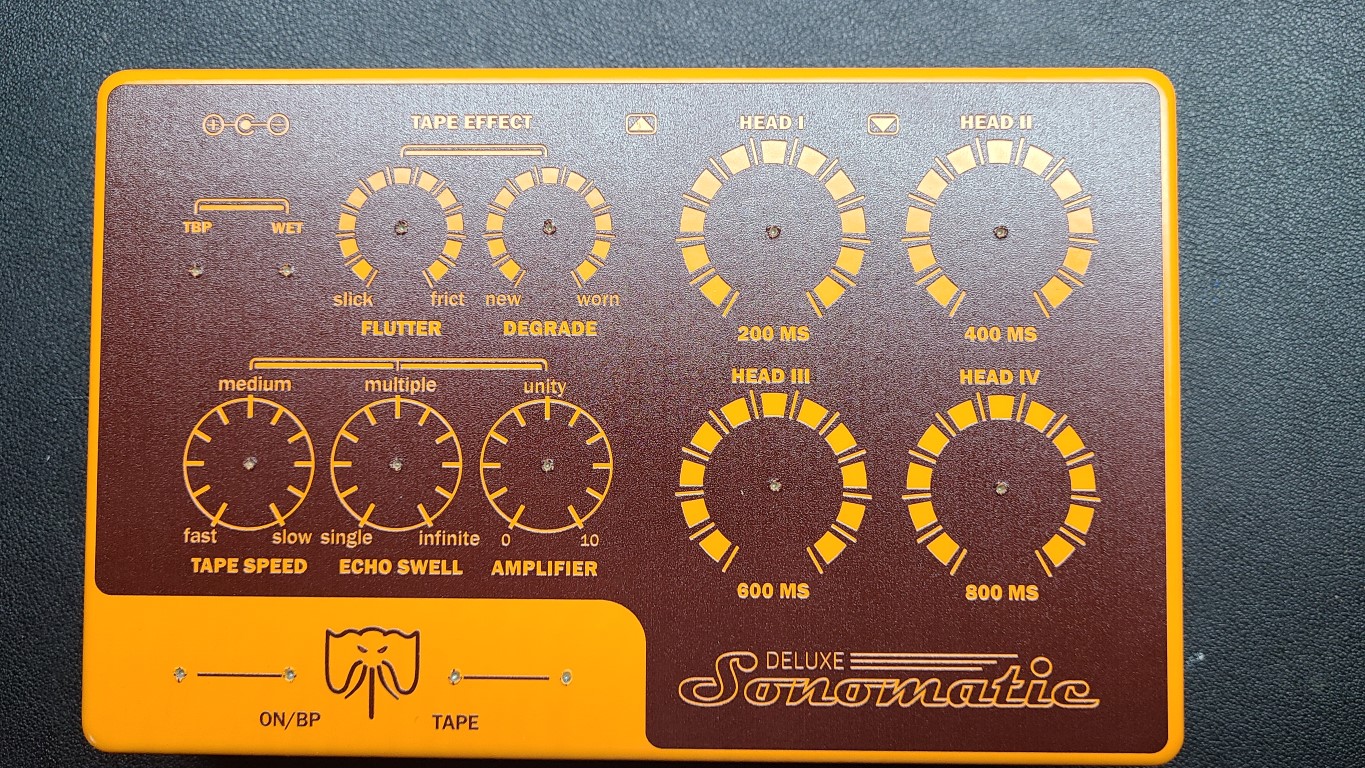 TAPE EFFECT
HEAD I
HEAD II
TBP
WET
slick
frict
new
worn
FLUTTER
DEGRADE
200 MS
400 MS
medium
multiple
unity
HEAD III
HEAD IV
fast
slow
single
infinite
0
10
TAPE SPEED
ECHO SWELL
AMPLIFIER
600 MS
800 MS
DELUXE
Sonomatic
ON/BP
TAPE